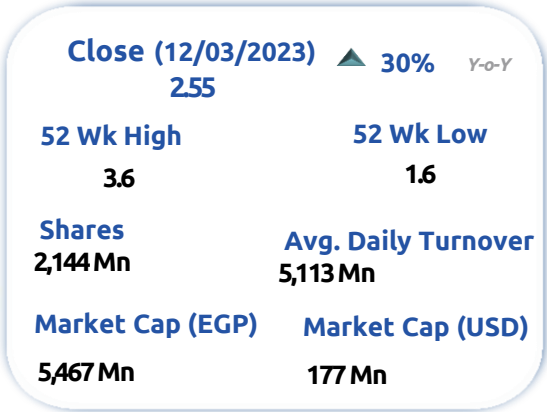 Close (12/03/2023) 30% Y-o-Y
2.55
52 Wk High 52 Wk Low
3.6 1.6
Shares Avg. Daily Turnover
2,144 Mn 5,113 Mn
Market Cap (EGP) Market Cap (USD)
5,467 Mn 177 Mn